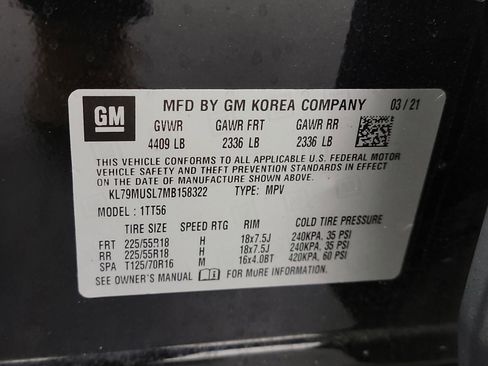 GM MFD BY GM KOREA COMPANY 03/21
GVWR GAWR FRT GAWR RR
4409 LB 2336 LB 2336 LB
THIS VEHICLE CONFORMS TO ALL APPLICABLE U.S. FEDERAL MOTOR
VEHICLE SAFETY AND THEFT PREVENTION STANDARDS IN EFFECT
ON THE DATE OF MANUFACTURE SHOWN ABOVE.
KL79MUSL7MB158322 TYPE: MPV
MODEL : 1TT56
TIRE SIZE SPEED RTG RIM COLD TIRE PRESSURE
FRT 225/55R18 H 18x7.5J 240KPA, 35 PSI
RR 225/55R18 H 18x7.5J 240KPA, 35 PSI
SPA T125/70R16 M 16x4.0BT 420KPA, 60 PSI
SEE OWNER'S MANUAL FOR MORE INFORMATION.